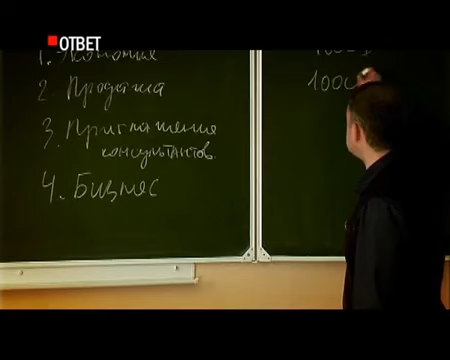 ОТВЕТ
1. Экономия
2. Продажа
3. Приглашение
консультантов.
4. Бизнес
1000